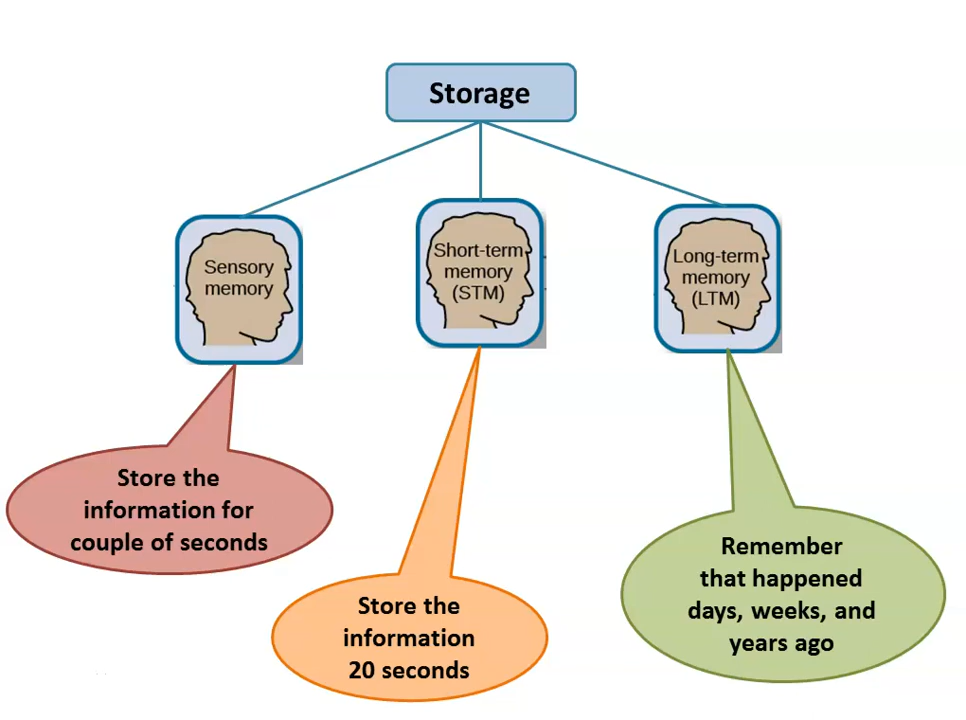 Storage
Sensory
memory
Short-term
memory
(STM)
Long-term
memory
(LTM)
Store the
information for
couple of seconds
Store the
information
20 seconds
Remember
that happened
days, weeks, and
years ago